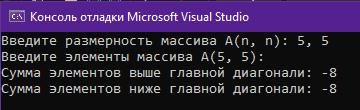 Консоль отладки Microsoft Visual Studio
Введите размерность массива A(n, n): 5, 5
Введите элементы массива A(5, 5):
Сумма элементов выше главной диагонали: -8
Сумма элементов ниже главной диагонали: -8